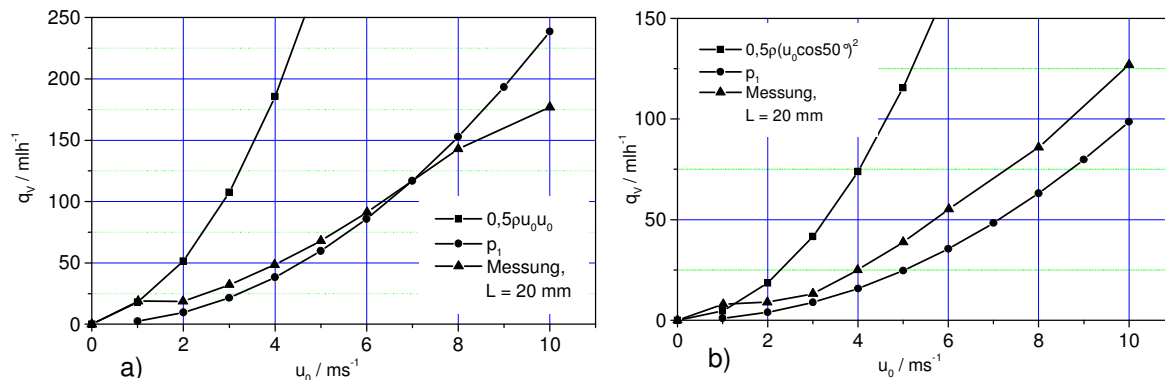 250
200
150
100
50
0
q_V / mlh⁻¹
0,5ρu₀u₀
p₁
Messung,
L = 20 mm
0 2 4 6 8 10
a)
u₀ / ms⁻¹
150
100
50
0
q_V / mlh⁻¹
0,5ρ(u₀cos50°)²
p₁
Messung,
L = 20 mm
0 2 4 6 8 10
b)
u₀ / ms⁻¹